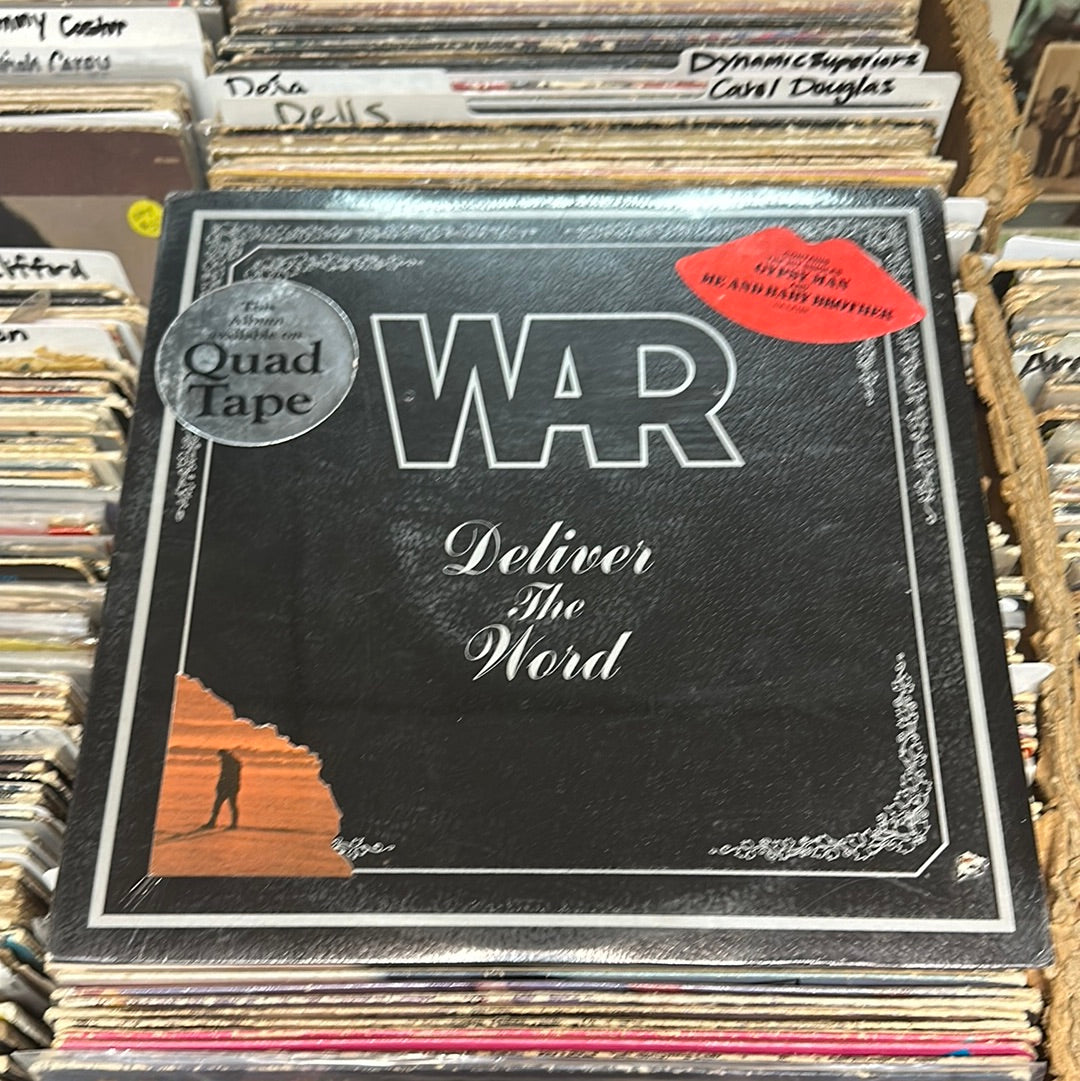 Dynamic Superiors
Carol Douglas
Dells
This
Album
available on
Quad
Tape
GYPSY MAN
ME AND BABY BROTHER
WAR
Deliver
The
Word